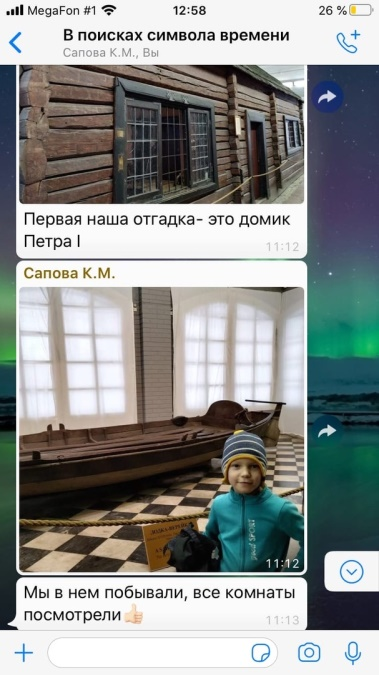 MegaFon #1 12:58 26 %
В поисках символа времени
Сапова К.М., Вы
Первая наша отгадка- это домик
Петра I
11:12
Сапова К.М.
SPORT
11:12
Мы в нем побывали, все комнаты
посмотрели👍🏻
11:13